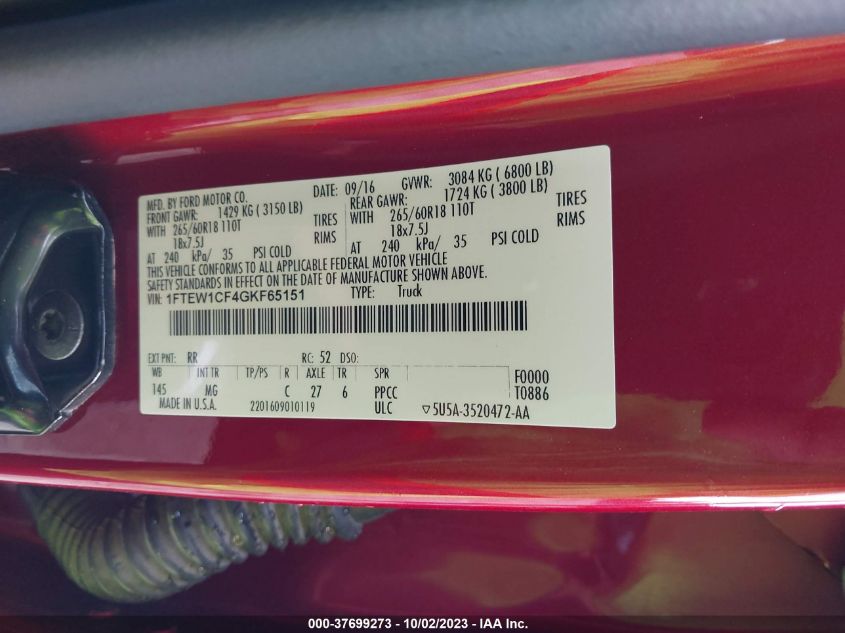 MFD. BY FORD MOTOR CO.
DATE: 09/16 GVWR: 3084 KG ( 6800 LB)
FRONT GAWR: 1429 KG ( 3150 LB)
REAR GAWR: 1724 KG ( 3800 LB)
WITH 265/60R18 110T TIRES
WITH 265/60R18 110T TIRES
18x7.5J RIMS
18x7.5J RIMS
AT 240 kPa/ 35 PSI COLD
AT 240 kPa/ 35 PSI COLD
THIS VEHICLE CONFORMS TO ALL APPLICABLE FEDERAL MOTOR VEHICLE
SAFETY STANDARDS IN EFFECT ON THE DATE OF MANUFACTURE SHOWN ABOVE.
VIN: 1FTEW1CF4GKF65151 TYPE: Truck
EXT PNT: RR RC: 52 DSO:
WB INT TR TP/PS R AXLE TR SPR F0000
145 MG C 27 6 PPCC T0886
MADE IN U.S.A. 2201609010119 ULC ▽5U5A-3520472-AA
000-37699273 - 10/02/2023 - IAA Inc.